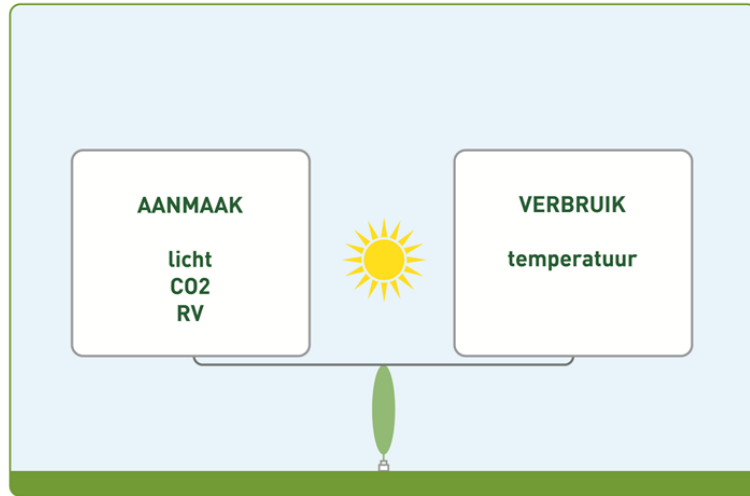 AANMAAK
licht
CO2
RV
VERBRUIK
temperatuur